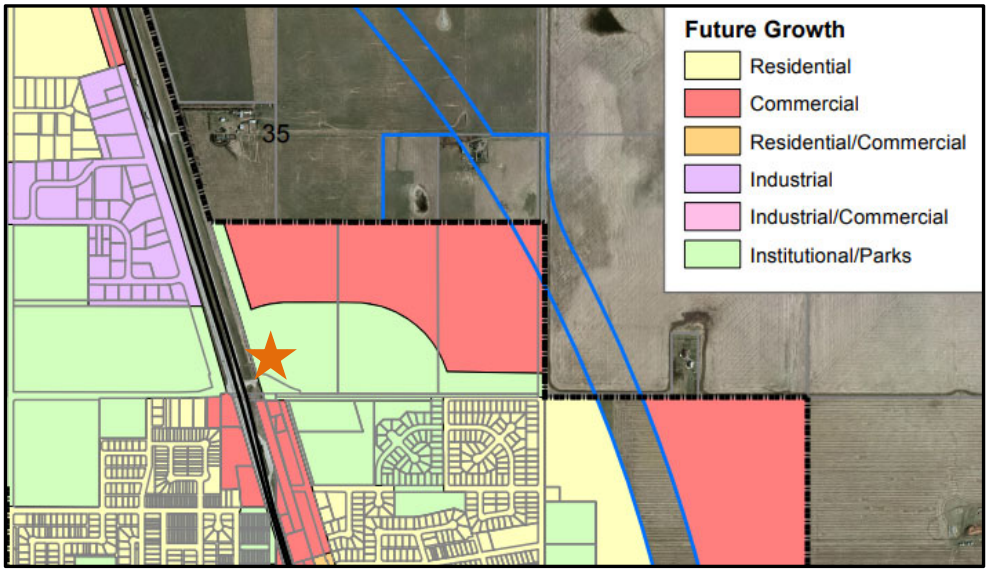 Future Growth
Residential
Commercial
Residential/Commercial
Industrial
Industrial/Commercial
Institutional/Parks
35